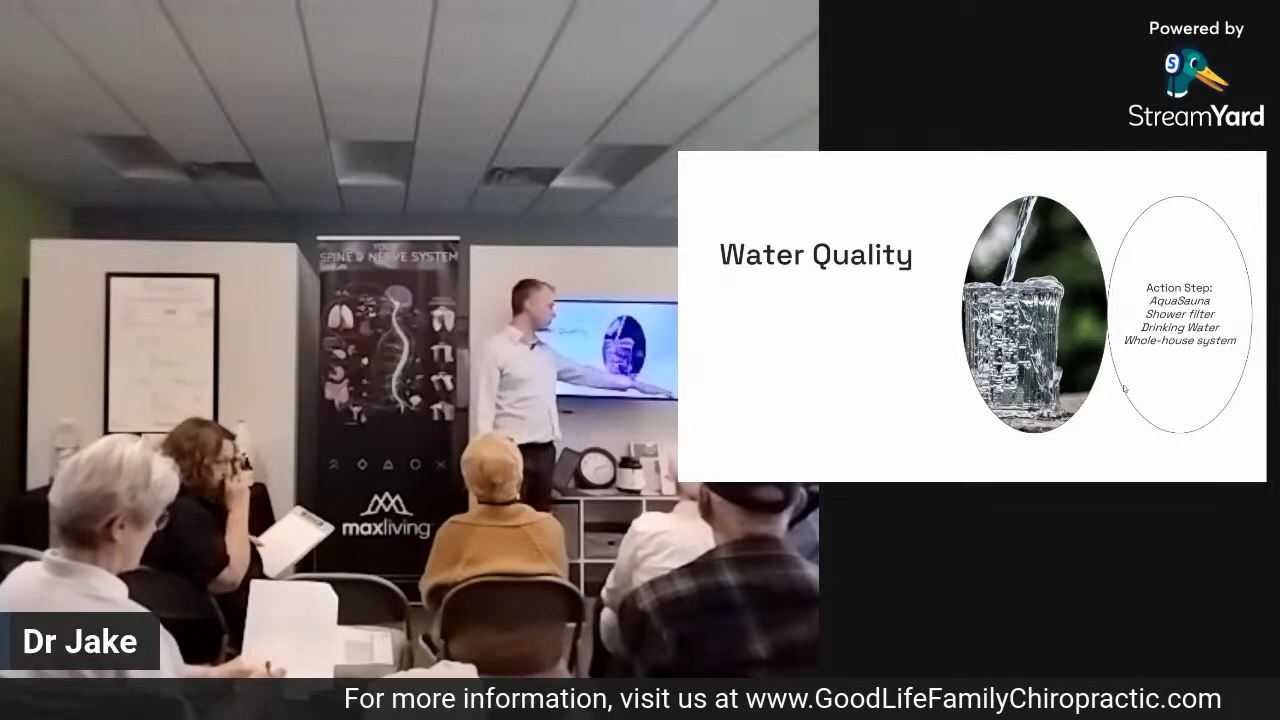 Powered by
StreamYard
Water Quality
Action Step:
AquaSauna
Shower filter
Drinking Water
Whole-house system
SPINE & NERVE SYSTEM
maxliving
Dr Jake
For more information, visit us at www.GoodLifeFamilyChiropractic.com